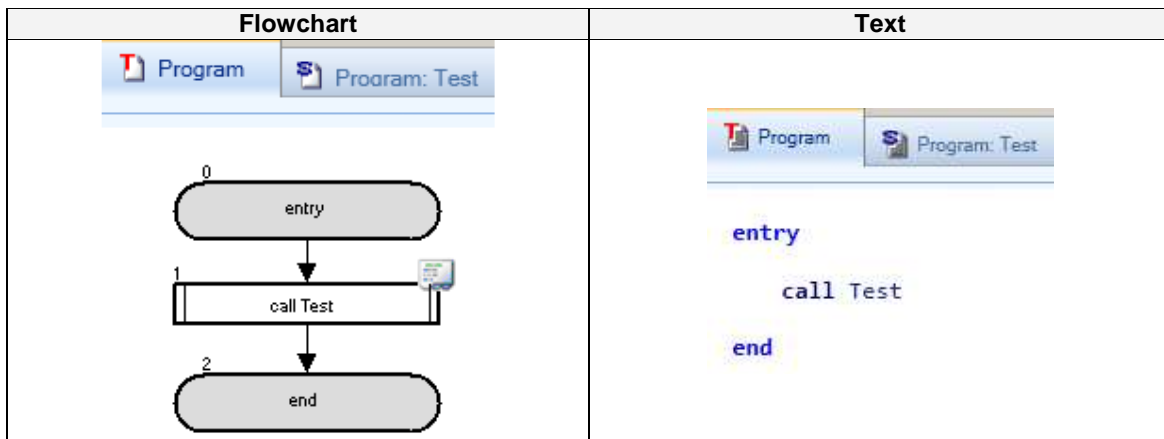 Flowchart
Text
T Program
S Program: Test
0
entry
1
call Test
2
end
T Program
S Program: Test
entry
call Test
end